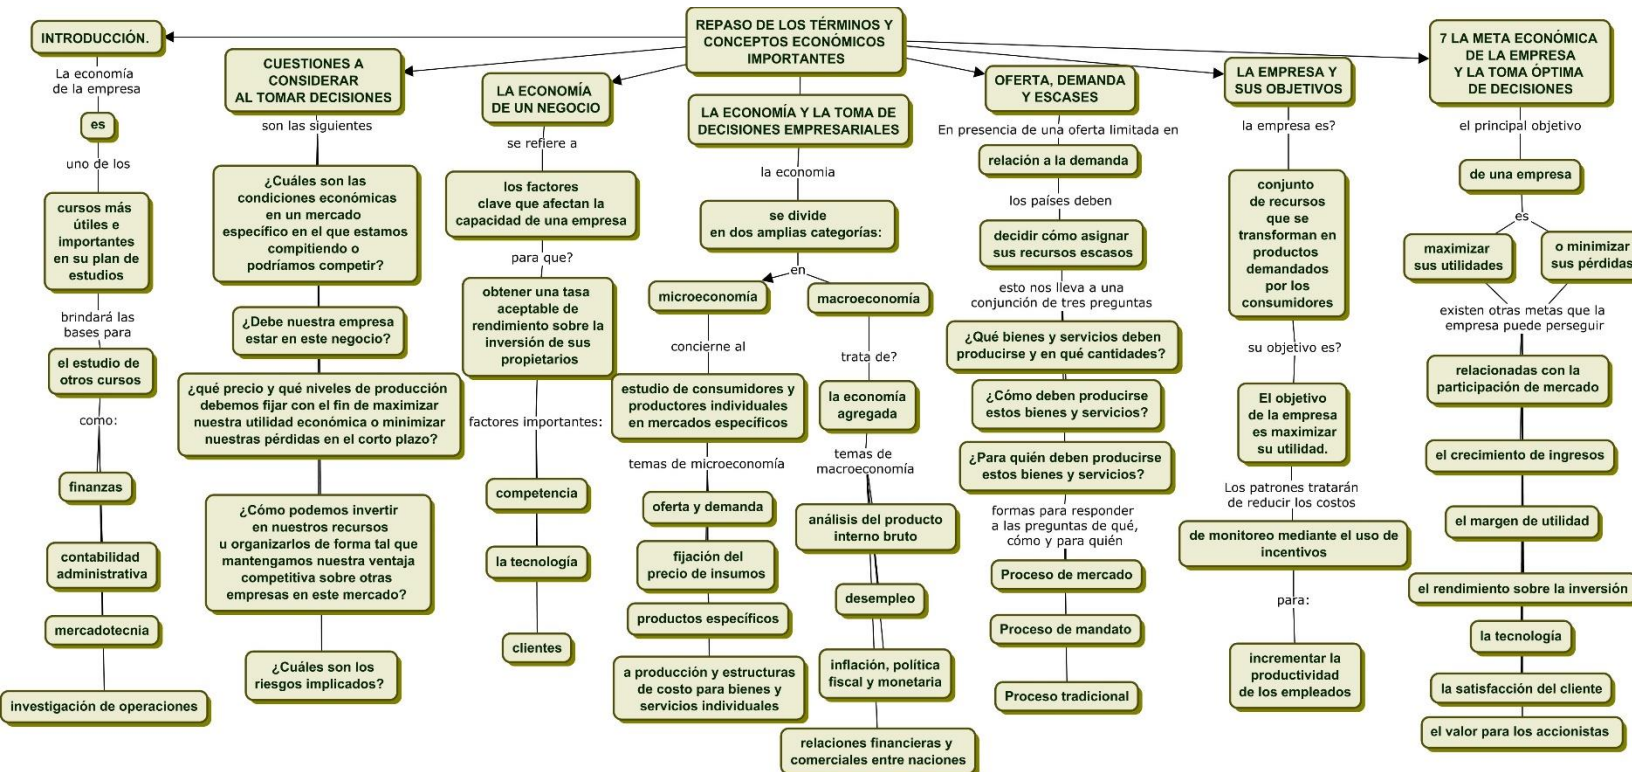 REPASO DE LOS TÉRMINOS Y
CONCEPTOS ECONÓMICOS
IMPORTANTES
INTRODUCCIÓN.
La economía
de la empresa
es
uno de los
cursos más
útiles e
importantes
en su plan de
estudios
brindará las
bases para
el estudio de
otros cursos
como:
finanzas
contabilidad
administrativa
mercadotecnia
investigación de operaciones
CUESTIONES A
CONSIDERAR
AL TOMAR DECISIONES
son las siguientes
¿Cuáles son las
condiciones económicas
en un mercado
específico en el que estamos
compitiendo o
podríamos competir?
¿Debe nuestra empresa
estar en este negocio?
¿qué precio y qué niveles de producción
debemos fijar con el fin de maximizar
nuestra utilidad económica o minimizar
nuestras pérdidas en el corto plazo?
¿Cómo podemos invertir
en nuestros recursos
u organizarlos de forma tal que
mantengamos nuestra ventaja
competitiva sobre otras
empresas en este mercado?
¿Cuáles son los
riesgos implicados?
LA ECONOMÍA
DE UN NEGOCIO
se refiere a
los factores
clave que afectan la
capacidad de una empresa
para que?
obtener una tasa
aceptable de
rendimiento sobre la
inversión de sus
propietarios
factores importantes:
competencia
la tecnología
clientes
LA ECONOMÍA Y LA TOMA DE
DECISIONES EMPRESARIALES
la economia
se divide
en dos amplias categorías:
en
microeconomía
concierne al
estudio de consumidores y
productores individuales
en mercados específicos
temas de microeconomía
oferta y demanda
fijación del
precio de insumos
productos específicos
a producción y estructuras
de costo para bienes y
servicios individuales
macroeconomía
trata de?
la economía
agregada
temas de
macroeconomía
análisis del producto
interno bruto
desempleo
inflación, política
fiscal y monetaria
relaciones financieras y
comerciales entre naciones
OFERTA, DEMANDA
Y ESCASES
En presencia de una oferta limitada en
relación a la demanda
los países deben
decidir cómo asignar
sus recursos escasos
esto nos lleva a una
conjunción de tres preguntas
¿Qué bienes y servicios deben
producirse y en qué cantidades?
¿Cómo deben producirse
estos bienes y servicios?
¿Para quién deben producirse
estos bienes y servicios?
formas para responder
a las preguntas de qué,
cómo y para quién
Proceso de mercado
Proceso de mandato
Proceso tradicional
LA EMPRESA Y
SUS OBJETIVOS
la empresa es?
conjunto
de recursos
que se
transforman en
productos
demandados
por los
consumidores
su objetivo es?
El objetivo
de la empresa
es maximizar
su utilidad.
Los patrones tratarán
de reducir los costos
de monitoreo mediante el uso de
incentivos
para:
incrementar la
productividad
de los empleados
7 LA META ECONÓMICA
DE LA EMPRESA
Y LA TOMA ÓPTIMA
DE DECISIONES
el principal objetivo
de una empresa
es
maximizar
sus utilidades
o minimizar
sus pérdidas
existen otras metas que la
empresa puede perseguir
relacionadas con la
participación de mercado
el crecimiento de ingresos
el margen de utilidad
el rendimiento sobre la inversión
la tecnología
la satisfacción del cliente
el valor para los accionistas